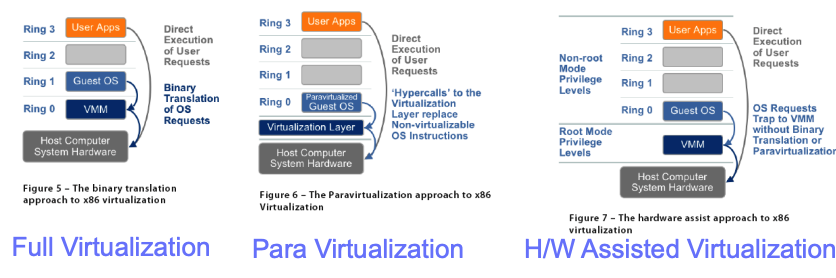 Ring 3
User Apps
Direct
Execution
of User
Requests
Ring 2
Ring 1
Guest OS
Binary
Translation
of OS
Requests
Ring 0
VMM
Host Computer
System Hardware
Figure 5 – The binary translation
approach to x86 virtualization
Full Virtualization
Ring 3
User Apps
Direct
Execution
of User
Requests
Ring 2
Ring 1
Ring 0
Paravirtualized
Guest OS
‘Hypercalls’ to the
Virtualization
Layer replace
Non-virtualizable
OS Instructions
Virtualization Layer
Host Computer
System Hardware
Figure 6 – The Paravirtualization approach to x86
Virtualization
Para Virtualization
Non-root
Mode
Privilege
Levels
Ring 3
User Apps
Direct
Execution
of User
Requests
Ring 2
Ring 1
Ring 0
Guest OS
OS Requests
Trap to VMM
without Binary
Translation or
Paravirtualization
Root Mode
Privilege
Levels
VMM
Host Computer
System Hardware
Figure 7 – The hardware assist approach to x86
virtualization
H/W Assisted Virtualization